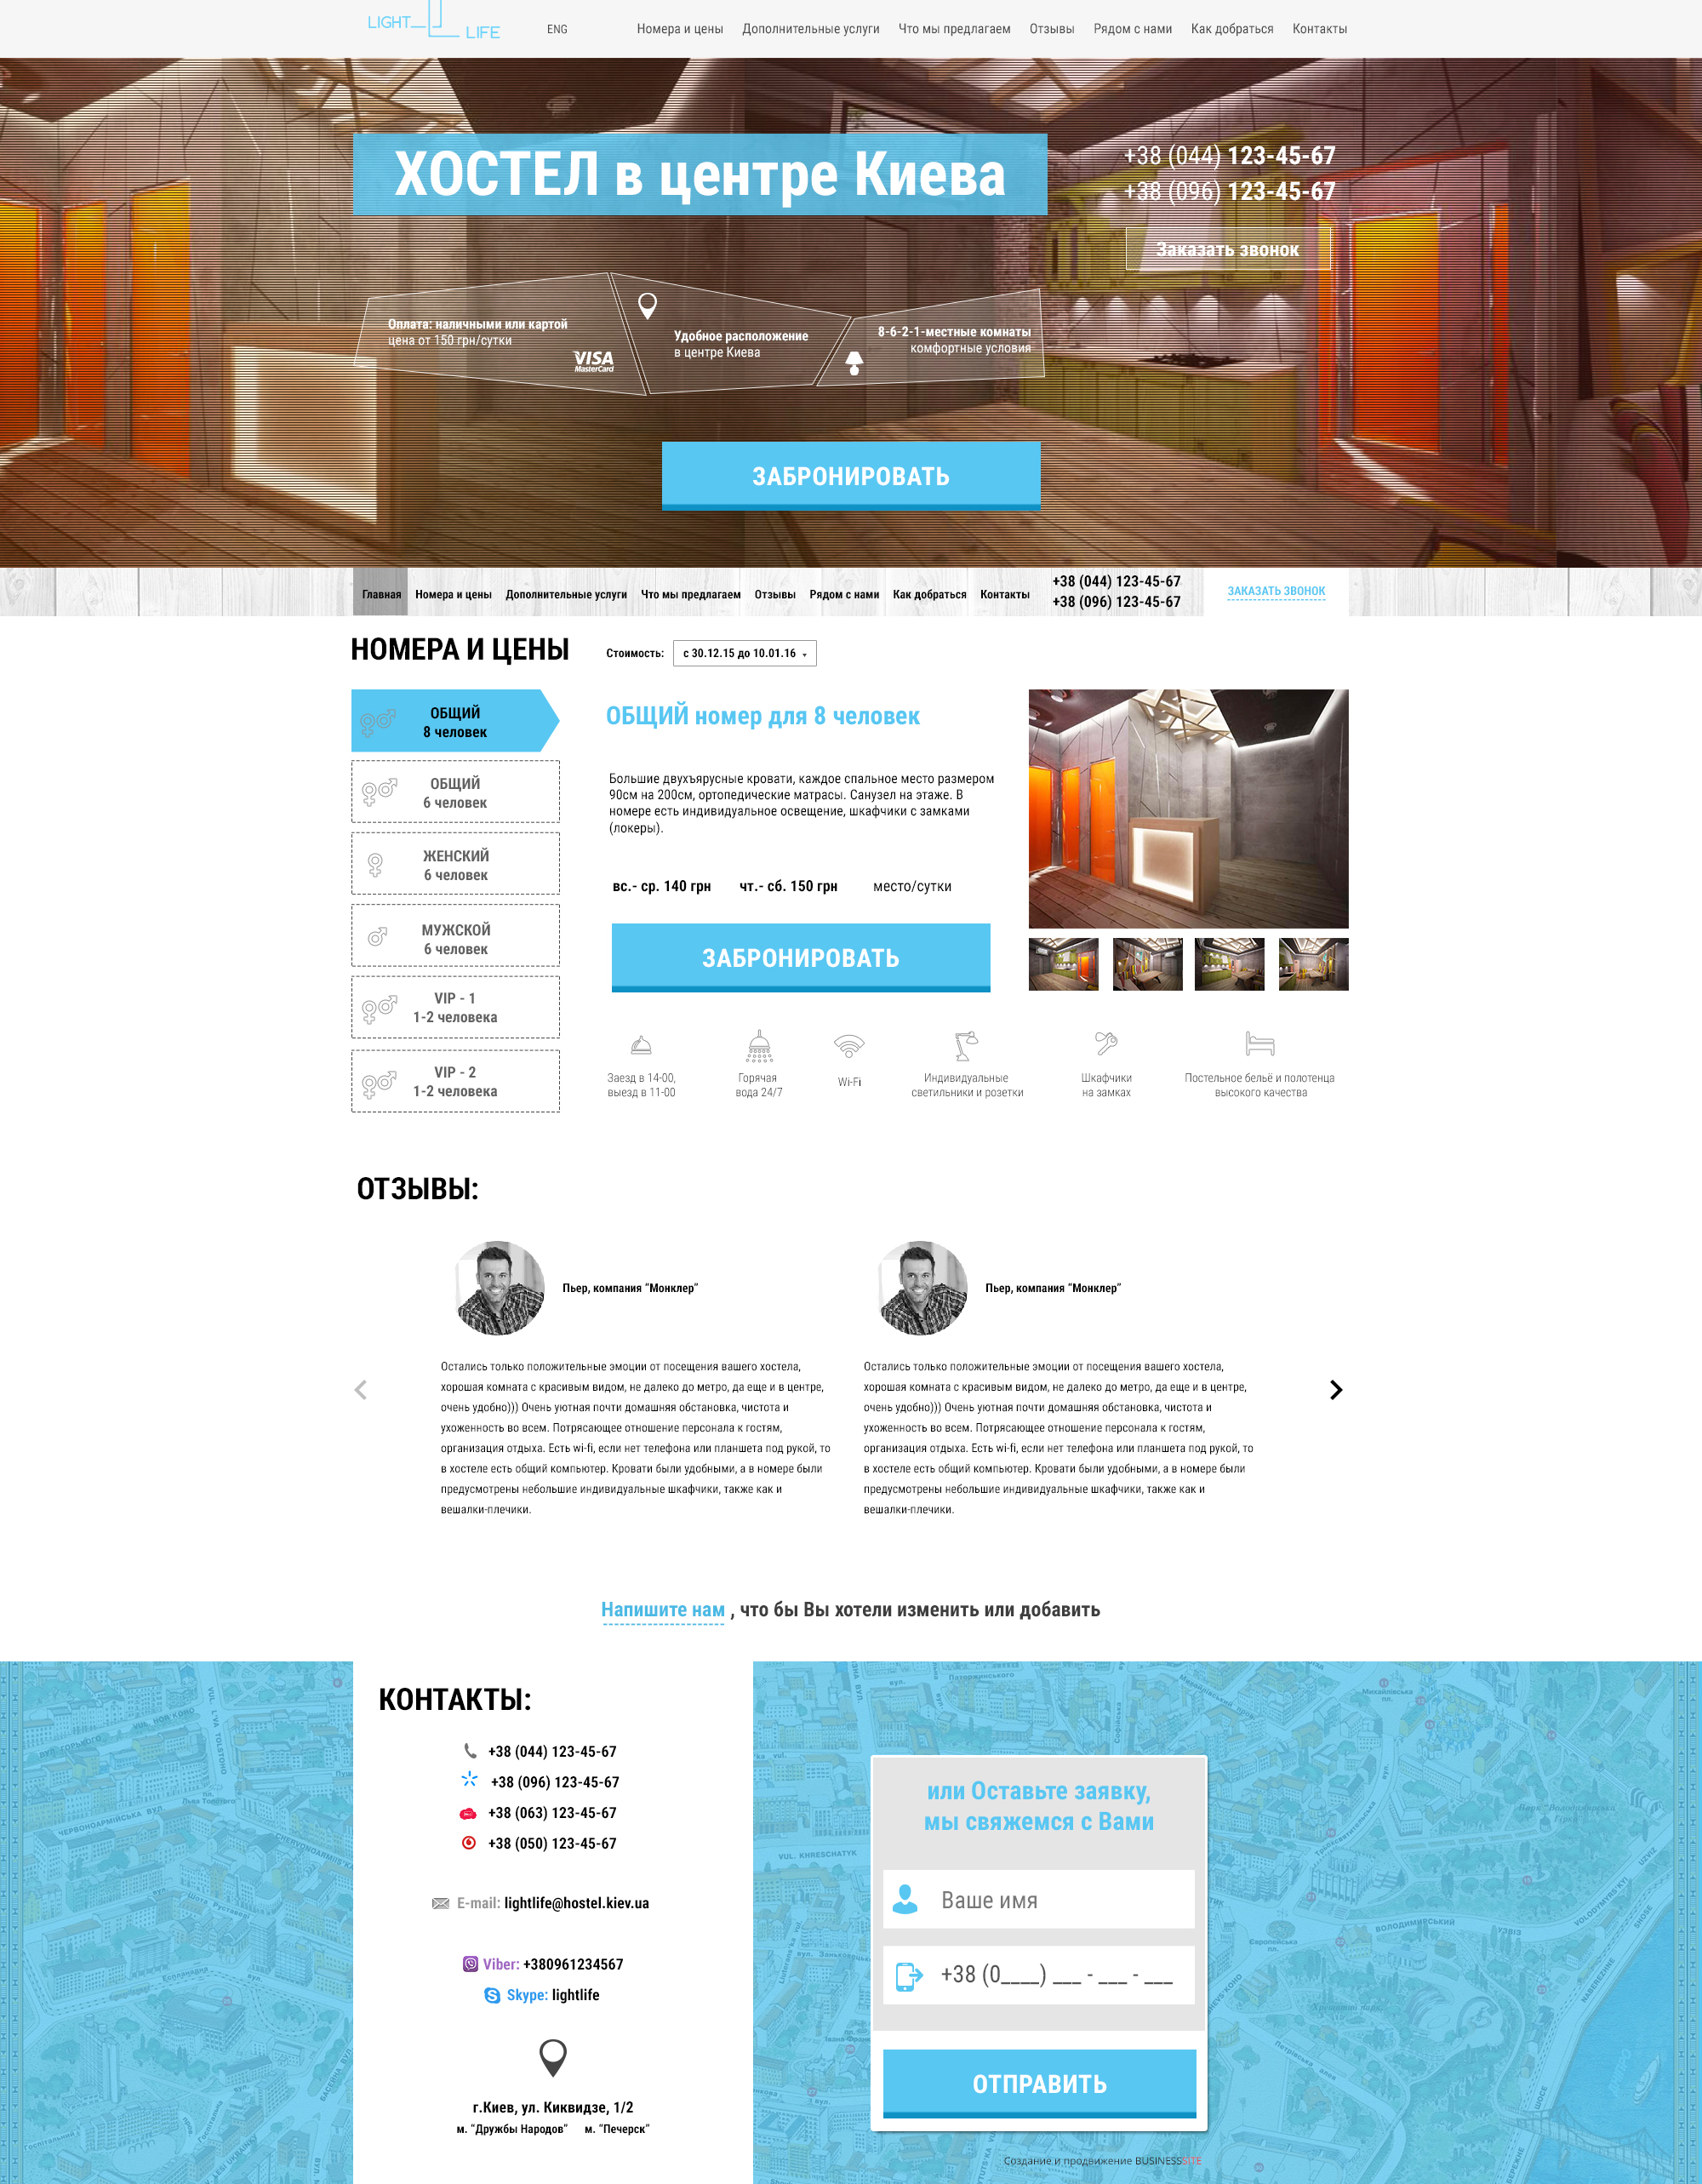 LIGHT
LIFE
ENG
Номера и цены
Дополнительные услуги
Что мы предлагаем
Отзывы
Рядом с нами
Как добраться
Контакты
ХОСТЕЛ в центре Киева
+38 (044) 123-45-67
+38 (096) 123-45-67
Заказать звонок
Оплата: наличными или картой
цена от 150 грн/сутки
VISA
MasterCard
Удобное расположение
в центре Киева
8-6-2-1-местные комнаты
комфортные условия
ЗАБРОНИРОВАТЬ
Главная
Номера и цены
Дополнительные услуги
Что мы предлагаем
Отзывы
Рядом с нами
Как добраться
Контакты
+38 (044) 123-45-67
+38 (096) 123-45-67
ЗАКАЗАТЬ ЗВОНОК
НОМЕРА И ЦЕНЫ
Стоимость:
с 30.12.15 до 10.01.16
ОБЩИЙ
8 человек
ОБЩИЙ
6 человек
ЖЕНСКИЙ
6 человек
МУЖСКОЙ
6 человек
VIP - 1
1-2 человека
VIP - 2
1-2 человека
ОБЩИЙ номер для 8 человек
Большие двухъярусные кровати, каждое спальное место размером
90см на 200см, ортопедические матрасы. Санузел на этаже. В
номере есть индивидуальное освещение, шкафчики с замками
(локеры).
вс.- ср. 140 грн
чт.- сб. 150 грн
место/сутки
ЗАБРОНИРОВАТЬ
Заезд в 14-00,
выезд в 11-00
Горячая
вода 24/7
Wi-Fi
Индивидуальные
светильники и розетки
Шкафчики
на замках
Постельное бельё и полотенца
высокого качества
ОТЗЫВЫ:
Пьер, компания “Монклер”
Остались только положительные эмоции от посещения вашего хостела,
хорошая комната с красивым видом, не далеко до метро, да еще и в центре,
очень удобно))) Очень уютная почти домашняя обстановка, чистота и
ухоженность во всем. Потрясающее отношение персонала к гостям,
организация отдыха. Есть wi-fi, если нет телефона или планшета под рукой, то
в хостеле есть общий компьютер. Кровати были удобными, а в номере были
предусмотрены небольшие индивидуальные шкафчики, также как и
вешалки-плечики.
Пьер, компания “Монклер”
Остались только положительные эмоции от посещения вашего хостела,
хорошая комната с красивым видом, не далеко до метро, да еще и в центре,
очень удобно))) Очень уютная почти домашняя обстановка, чистота и
ухоженность во всем. Потрясающее отношение персонала к гостям,
организация отдыха. Есть wi-fi, если нет телефона или планшета под рукой, то
в хостеле есть общий компьютер. Кровати были удобными, а в номере были
предусмотрены небольшие индивидуальные шкафчики, также как и
вешалки-плечики.
Напишите нам , что бы Вы хотели изменить или добавить
КОНТАКТЫ:
+38 (044) 123-45-67
+38 (096) 123-45-67
+38 (063) 123-45-67
+38 (050) 123-45-67
E-mail: lightlife@hostel.kiev.ua
Viber: +380961234567
Skype: lightlife
г.Киев, ул. Киквидзе, 1/2
м. “Дружбы Народов” м. “Печерск”
или Оставьте заявку,
мы свяжемся с Вами
Ваше имя
+38 (0____) ___ - ___ - ___
ОТПРАВИТЬ
Создание и продвижение BUSINESSSITE
VUL. KHRESCHATYK
ВОЛОДИМИРСЬКИЙ
УЗВІЗ
Європейська
пл.
Михайлівська
пл.
ЧЕРВОНОАРМІЙСЬКА ВУЛ.